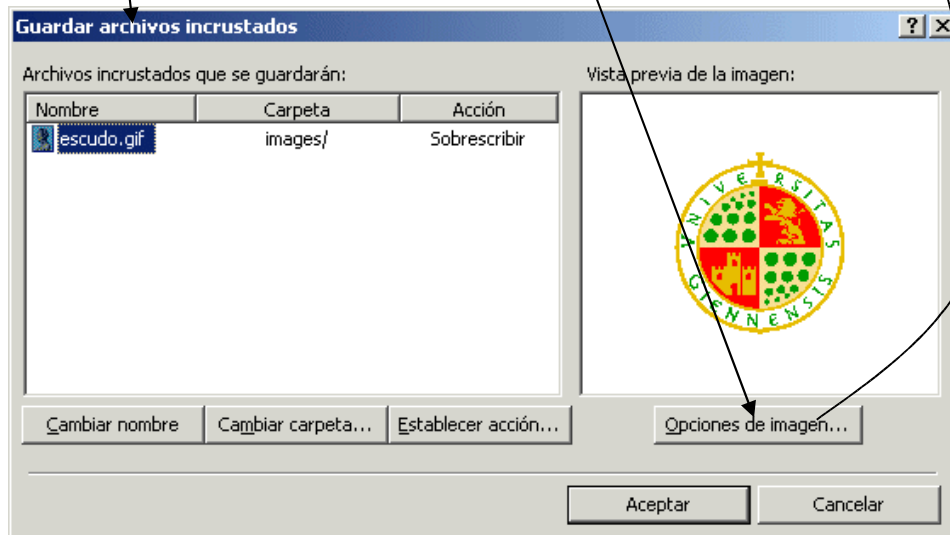 Guardar archivos incrustados
Archivos incrustados que se guardarán:
Vista previa de la imagen:
Nombre Carpeta Acción
escudo.gif images/ Sobrescribir
UNIVERSITAS GIENNENSIS
Cambiar nombre Cambiar carpeta... Establecer acción... Opciones de imagen...
Aceptar Cancelar